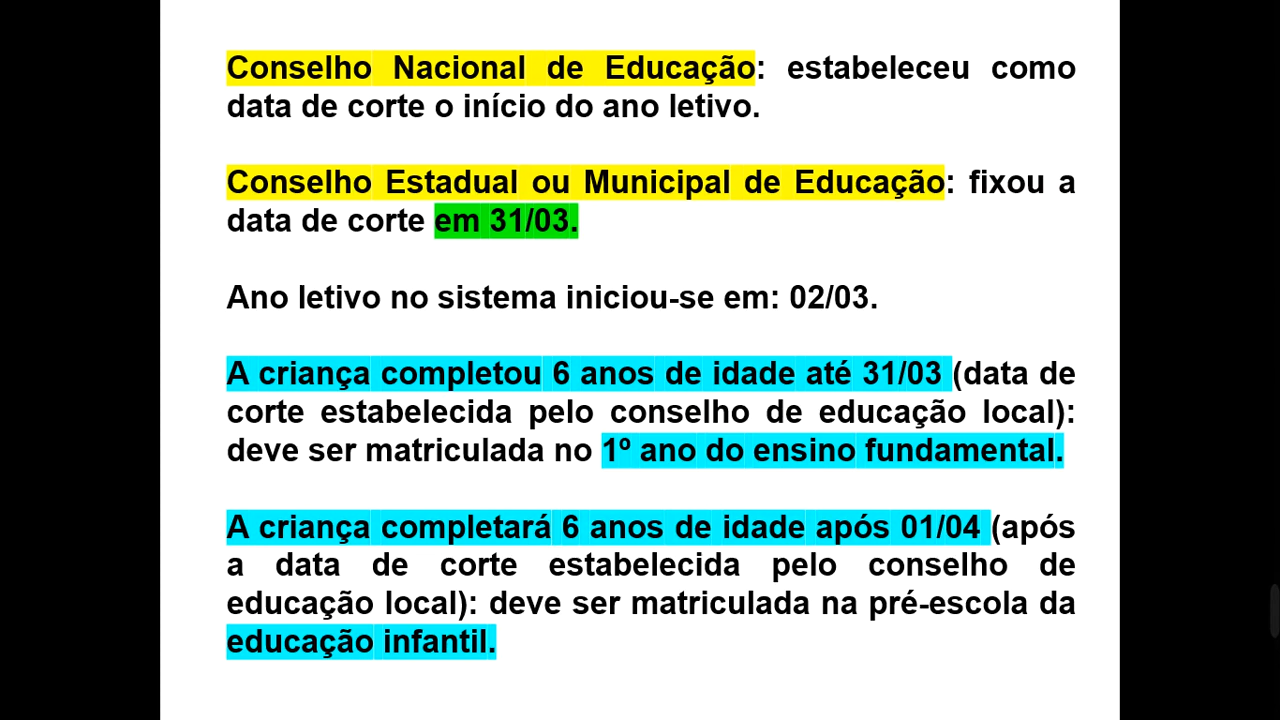 Conselho Nacional de Educação: estabeleceu como
data de corte o início do ano letivo.
Conselho Estadual ou Municipal de Educação: fixou a
data de corte em 31/03.
Ano letivo no sistema iniciou-se em: 02/03.
A criança completou 6 anos de idade até 31/03 (data de
corte estabelecida pelo conselho de educação local):
deve ser matriculada no 1º ano do ensino fundamental.
A criança completará 6 anos de idade após 01/04 (após
a data de corte estabelecida pelo conselho de
educação local): deve ser matriculada na pré-escola da
educação infantil.